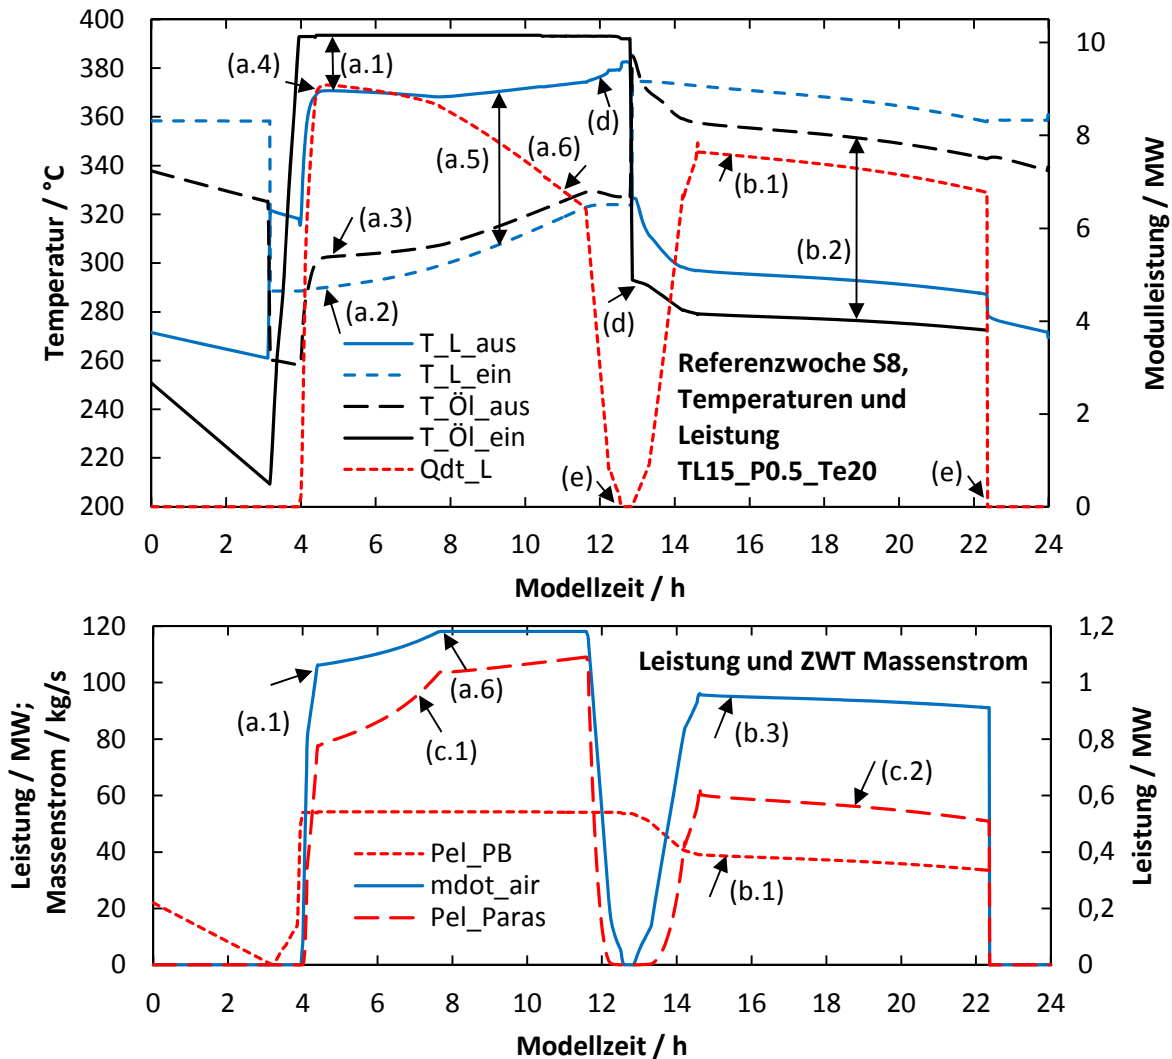 400
380
360
340
320
300
280
260
240
220
200
Temperatur / °C
10
8
6
4
2
0
Modulleistung / MW
0 2 4 6 8 10 12 14 16 18 20 22 24
Modellzeit / h
(a.4)
(a.1)
(d)
(a.5)
(a.6)
(b.1)
(a.3)
(b.2)
(a.2)
(d)
(e)
(e)
T_L_aus
T_L_ein
T_Öl_aus
T_Öl_ein
Qdt_L
Referenzwoche S8,
Temperaturen und
Leistung
TL15_P0.5_Te20
120
100
80
60
40
20
0
Leistung / MW;
Massenstrom / kg/s
1,2
1
0,8
0,6
0,4
0,2
0
Leistung / MW
Leistung und ZWT Massenstrom
(a.1)
(a.6)
(c.1)
(b.3)
(c.2)
(b.1)
Pel_PB
mdot_air
Pel_Paras
0 2 4 6 8 10 12 14 16 18 20 22 24
Modellzeit / h